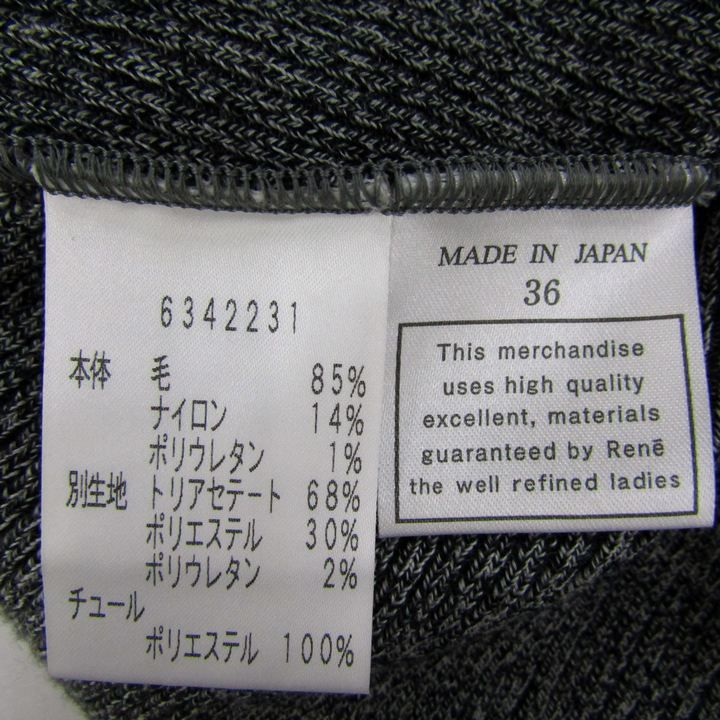 6342231
本体 毛 85%
ナイロン 14%
ポリウレタン 1%
別生地 トリアセテート 68%
ポリエステル 30%
ポリウレタン 2%
チュール
ポリエステル 100%
MADE IN JAPAN
36
This merchandise
uses high quality
excellent, materials
guaranteed by Renē
the well refined ladies